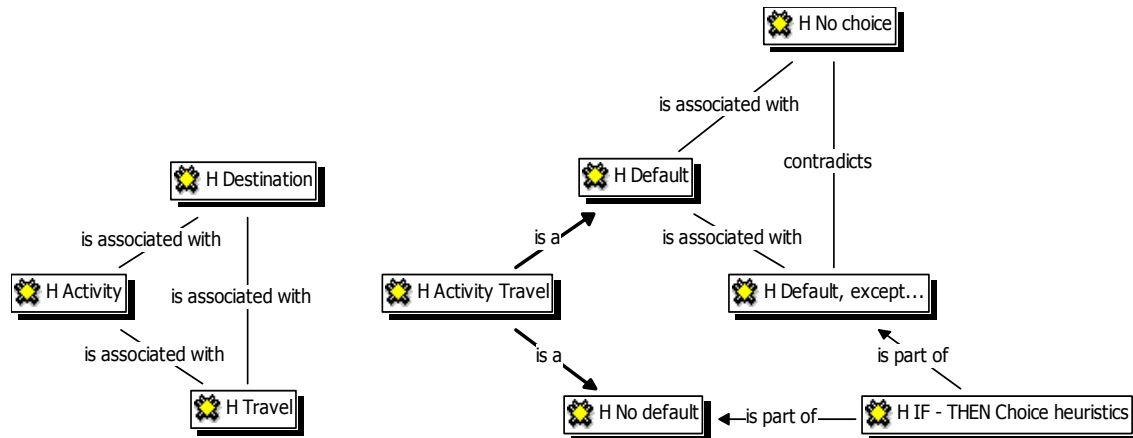 H No choice
is associated with
contradicts
H Destination
H Default
is associated with
is a
is associated with
H Activity
is associated with
H Activity Travel
H Default, except...
is associated with
is a
is part of
H Travel
H No default
is part of
H IF - THEN Choice heuristics